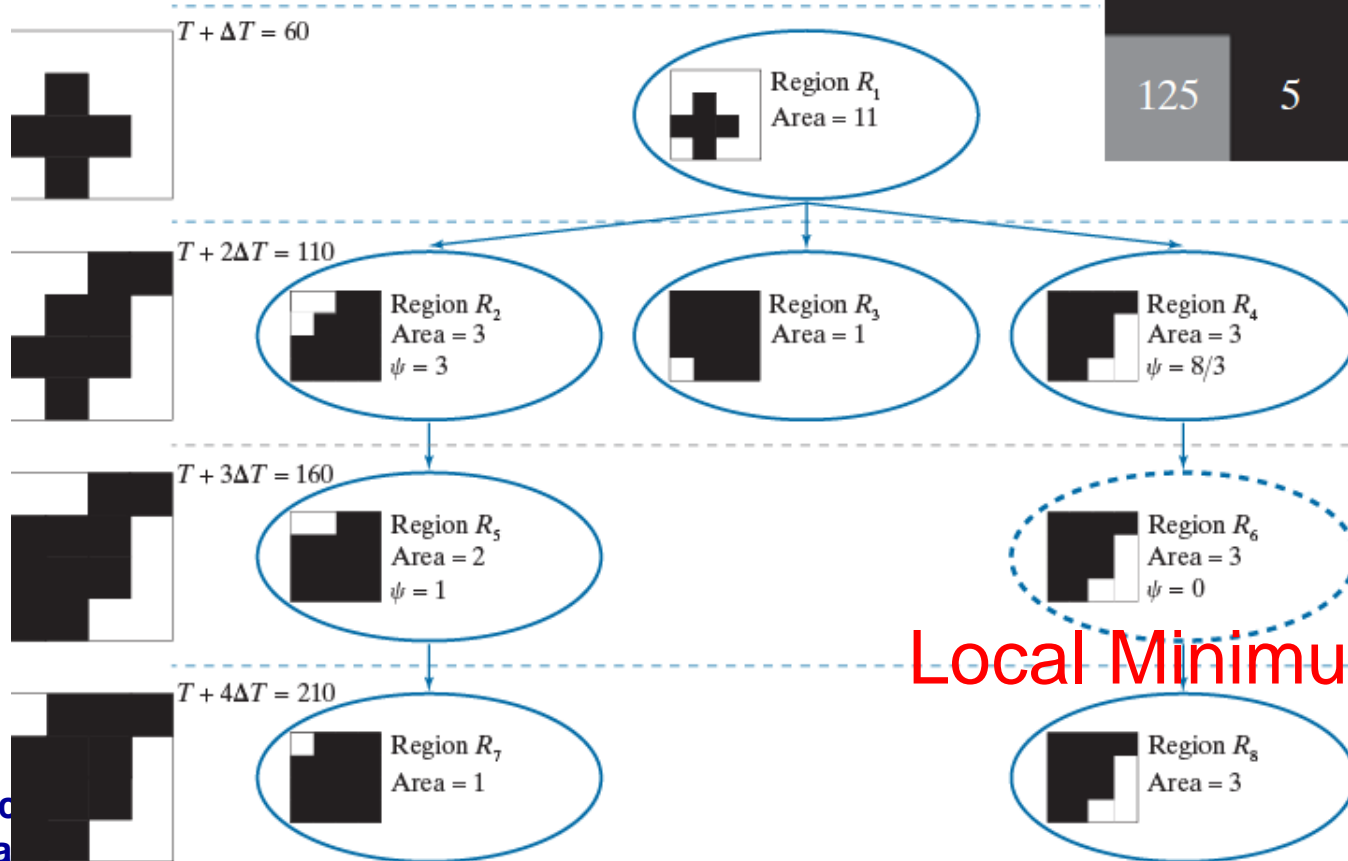 T + ΔT = 60
Region R₁
Area = 11
125 5
T + 2ΔT = 110
Region R₂
Area = 3
ψ = 3
Region R₃
Area = 1
Region R₄
Area = 3
ψ = 8/3
T + 3ΔT = 160
Region R₅
Area = 2
ψ = 1
Region R₆
Area = 3
ψ = 0
Local Minimu
T + 4ΔT = 210
Region R₇
Area = 1
Region R₈
Area = 3